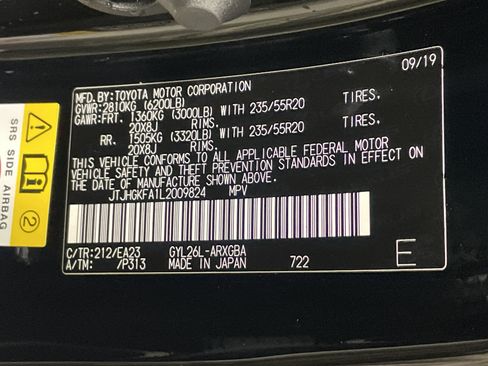 09/19
MFD.BY:TOYOTA MOTOR CORPORATION
GVWR:2810KG (6200LB)
GAWR:FRT. 1360KG (3000LB) WITH 235/55R20 TIRES,
20X8J RIMS.
RR. 1505KG (3320LB) WITH 235/55R20 TIRES,
20X8J RIMS.
THIS VEHICLE CONFORMS TO ALL APPLICABLE FEDERAL MOTOR
VEHICLE SAFETY AND THEFT PREVENTION STANDARDS IN EFFECT ON
THE DATE OF MANUFACTURE SHOWN ABOVE.
JTJHGKFA1L2009824 MPV
C/TR:212/EA23 GYL26L-ARXGBA
A/TM: /P313 MADE IN JAPAN 722
E
SRS SIDE AIRBAG
2